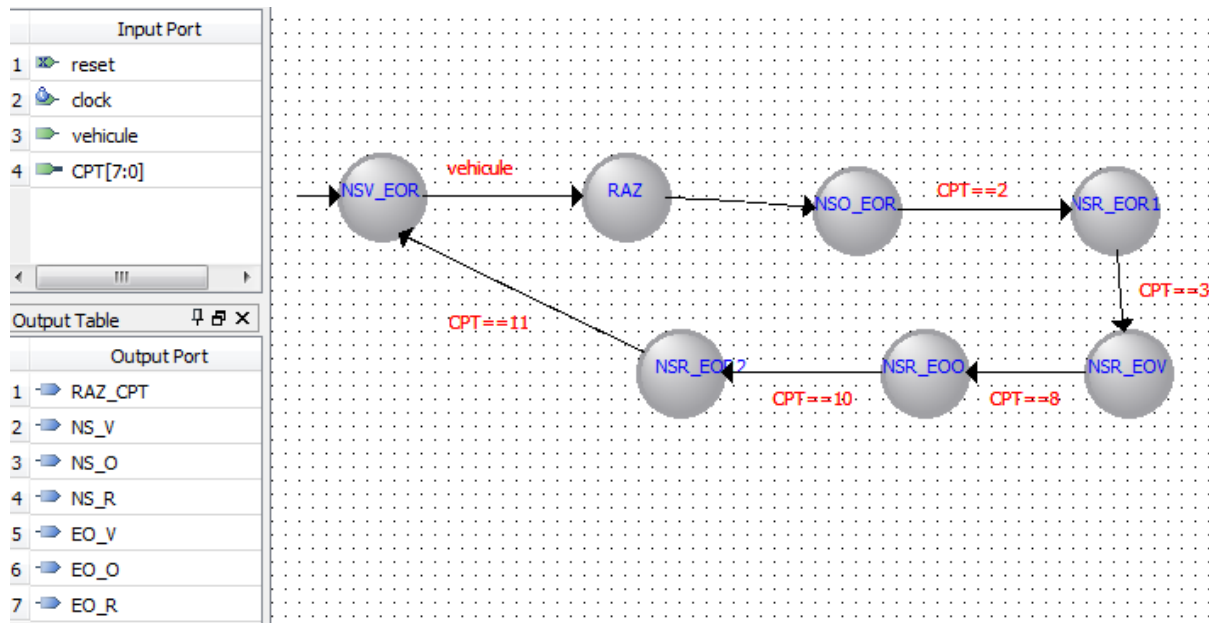 Input Port
1 reset
2 clock
3 vehicule
4 CPT[7:0]
Output Table
Output Port
1 RAZ_CPT
2 NS_V
3 NS_O
4 NS_R
5 EO_V
6 EO_O
7 EO_R
NSV_EOR
vehicule
RAZ
NSO_EOR
CPT==2
NSR_EOR1
CPT==3
NSR_EOV
CPT==8
NSR_EOO
CPT==10
NSR_EOR2
CPT==11